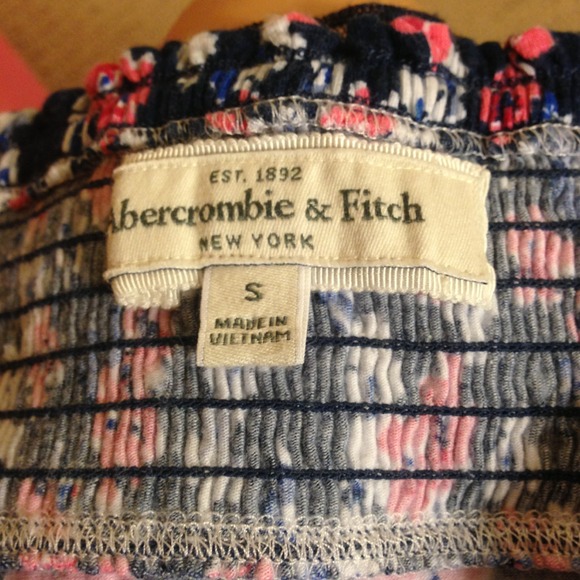 EST. 1892
Abercrombie & Fitch
NEW YORK
S
MADE IN
VIETNAM